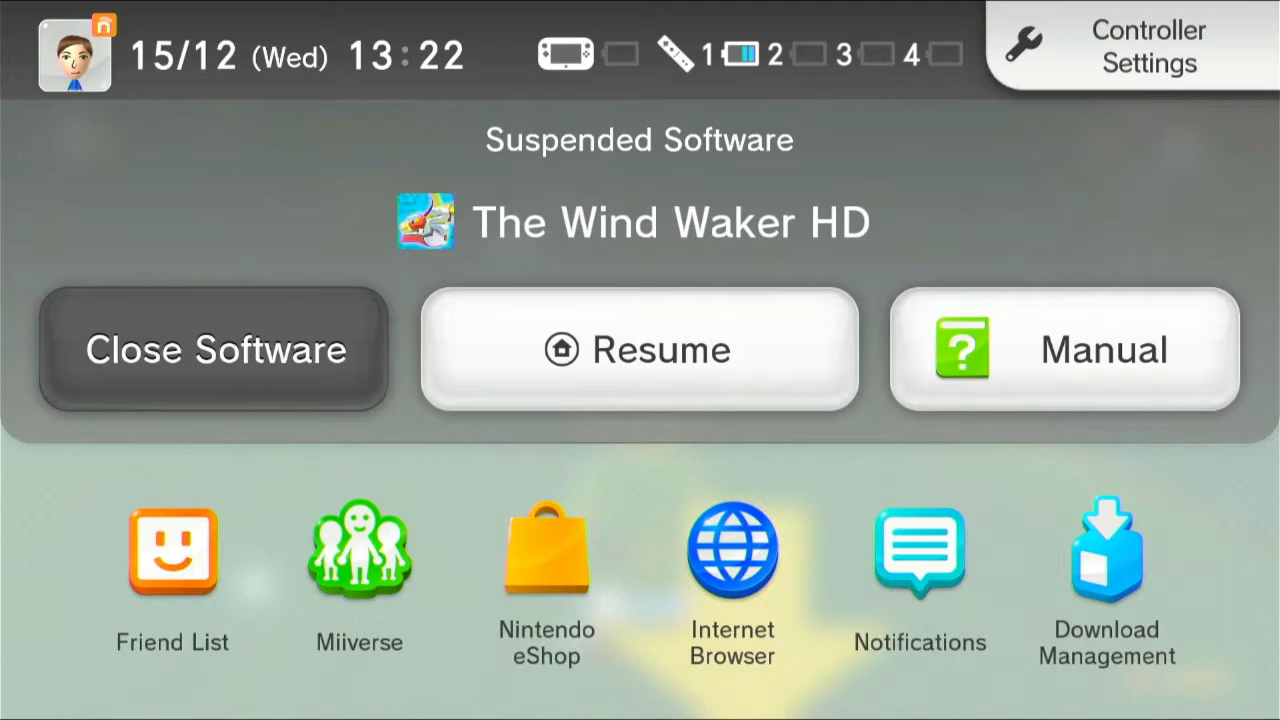 15/12 (Wed) 13:22
1 2 3 4
Controller
Settings
Suspended Software
The Wind Waker HD
Close Software
Resume
? Manual
Friend List
Miiverse
Nintendo
eShop
Internet
Browser
Notifications
Download
Management